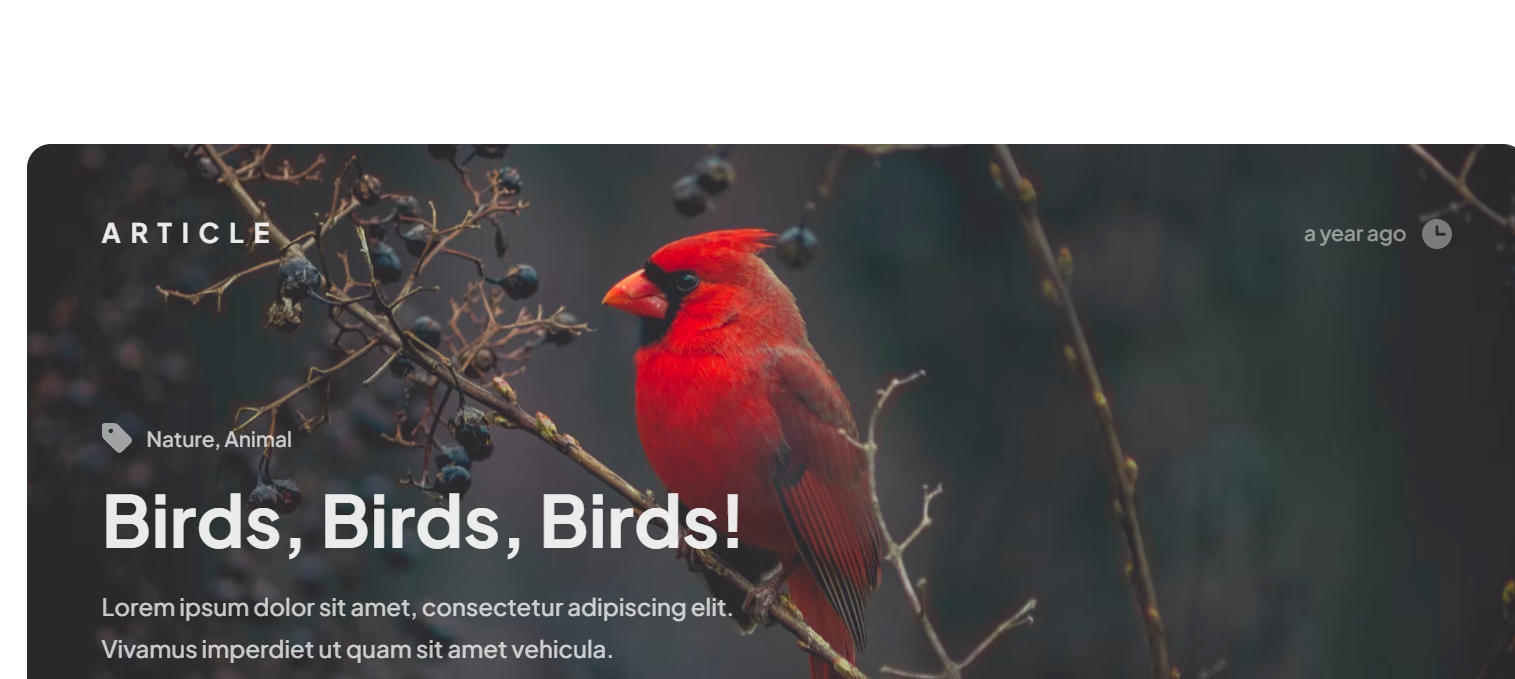 ARTICLE
a year ago
Nature, Animal
Birds, Birds, Birds!
Lorem ipsum dolor sit amet, consectetur adipiscing elit.
Vivamus imperdiet ut quam sit amet vehicula.